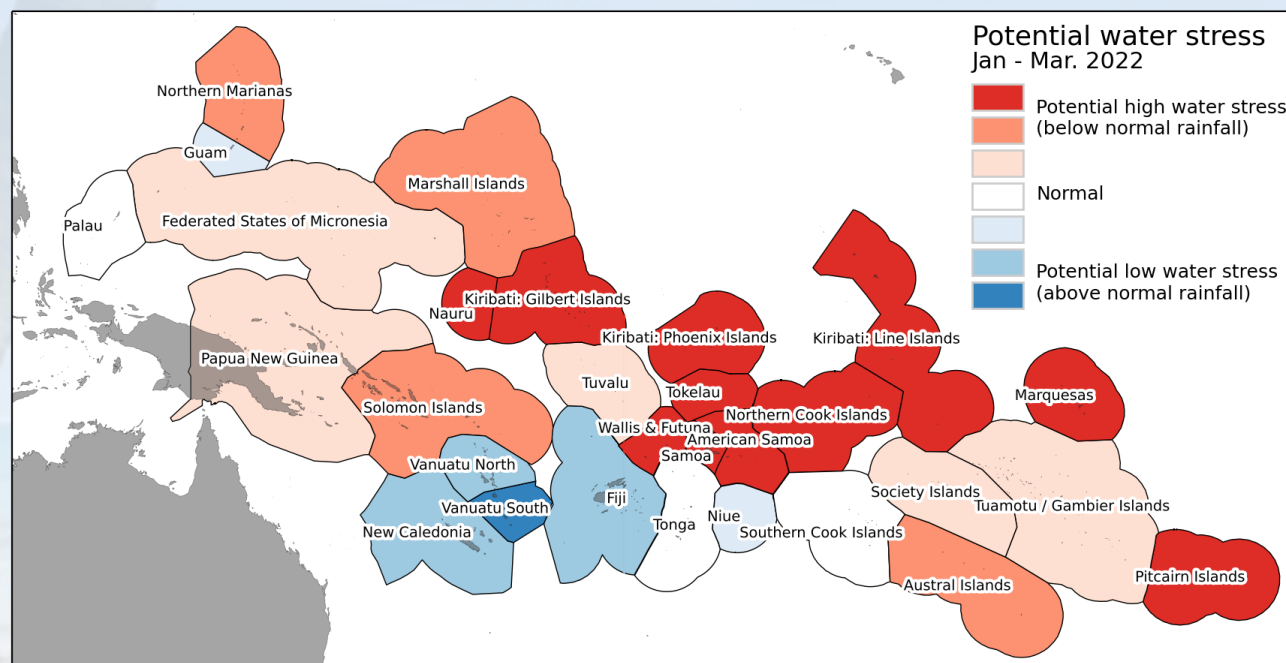 Potential water stress
Jan - Mar. 2022
Potential high water stress
(below normal rainfall)
Normal
Potential low water stress
(above normal rainfall)
Northern Marianas
Guam
Marshall Islands
Palau
Federated States of Micronesia
Nauru
Kiribati: Gilbert Islands
Kiribati: Phoenix Islands
Kiribati: Line Islands
Papua New Guinea
Tuvalu
Tokelau
Marquesas
Solomon Islands
Northern Cook Islands
Wallis & Futuna
American Samoa
Samoa
Vanuatu North
Society Islands
Fiji
Vanuatu South
Tuamotu / Gambier Islands
Niue
Tonga
New Caledonia
Southern Cook Islands
Pitcairn Islands
Austral Islands